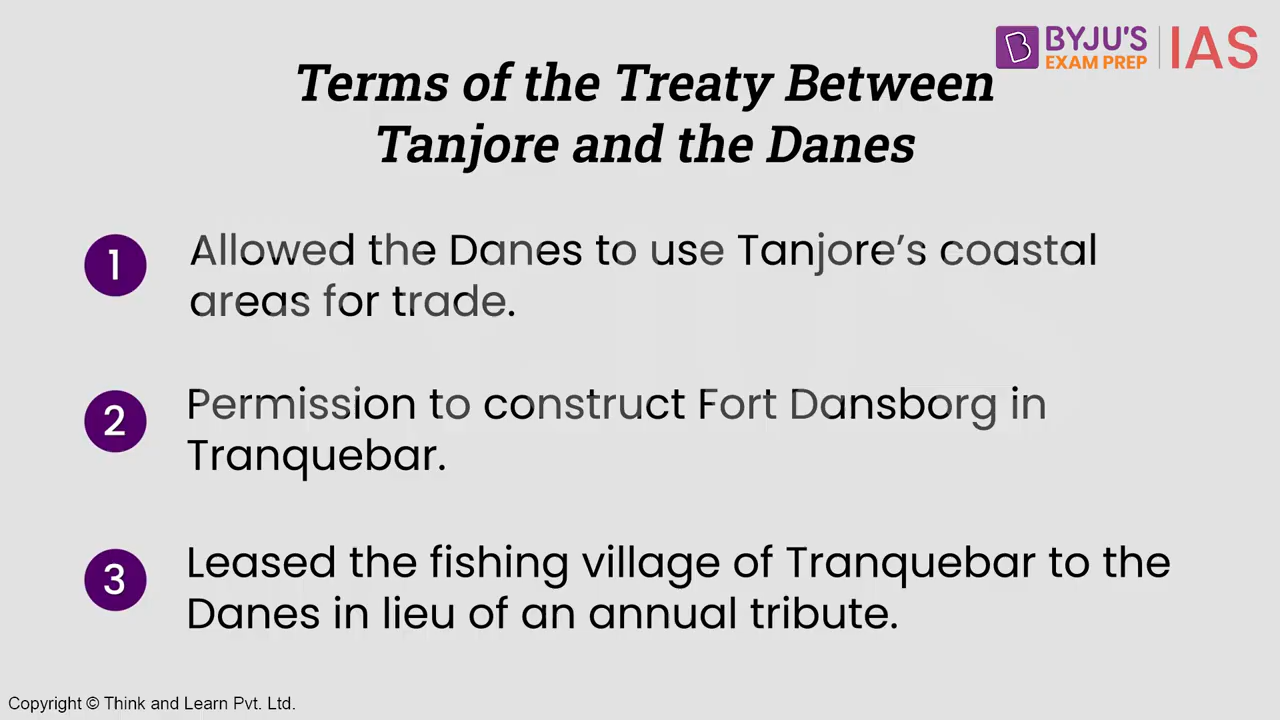 BYJU'S
EXAM PREP
IAS
Terms of the Treaty Between
Tanjore and the Danes
1
Allowed the Danes to use Tanjore’s coastal
areas for trade.
2
Permission to construct Fort Dansborg in
Tranquebar.
3
Leased the fishing village of Tranquebar to the
Danes in lieu of an annual tribute.
Copyright © Think and Learn Pvt. Ltd.